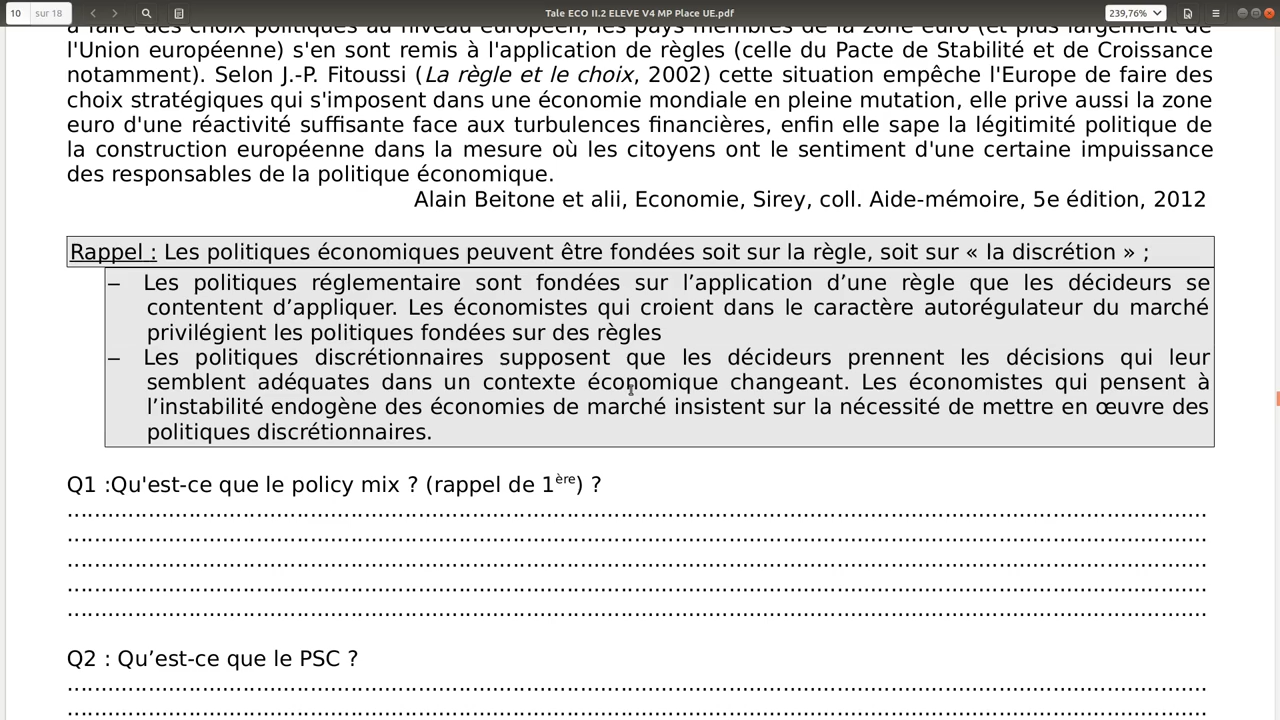 10 sur 18 Tale ECO II.2 ELEVE V4 MP Place UE.pdf 239,76%
à faire des choix politiques au niveau européen, les pays membres de la zone euro (et plus largement de
l'Union européenne) s'en sont remis à l'application de règles (celle du Pacte de Stabilité et de Croissance
notamment). Selon J.-P. Fitoussi (La règle et le choix, 2002) cette situation empêche l'Europe de faire des
choix stratégiques qui s'imposent dans une économie mondiale en pleine mutation, elle prive aussi la zone
euro d'une réactivité suffisante face aux turbulences financières, enfin elle sape la légitimité politique de
la construction européenne dans la mesure où les citoyens ont le sentiment d'une certaine impuissance
des responsables de la politique économique.
Alain Beitone et alii, Economie, Sirey, coll. Aide-mémoire, 5e édition, 2012
Rappel : Les politiques économiques peuvent être fondées soit sur la règle, soit sur « la discrétion » ;
– Les politiques réglementaire sont fondées sur l’application d’une règle que les décideurs se
contentent d’appliquer. Les économistes qui croient dans le caractère autorégulateur du marché
privilégient les politiques fondées sur des règles
– Les politiques discrétionnaires supposent que les décideurs prennent les décisions qui leur
semblent adéquates dans un contexte économique changeant. Les économistes qui pensent à
l’instabilité endogène des économies de marché insistent sur la nécessité de mettre en œuvre des
politiques discrétionnaires.
Q1 :Qu'est-ce que le policy mix ? (rappel de 1ère) ?
Q2 : Qu’est-ce que le PSC ?